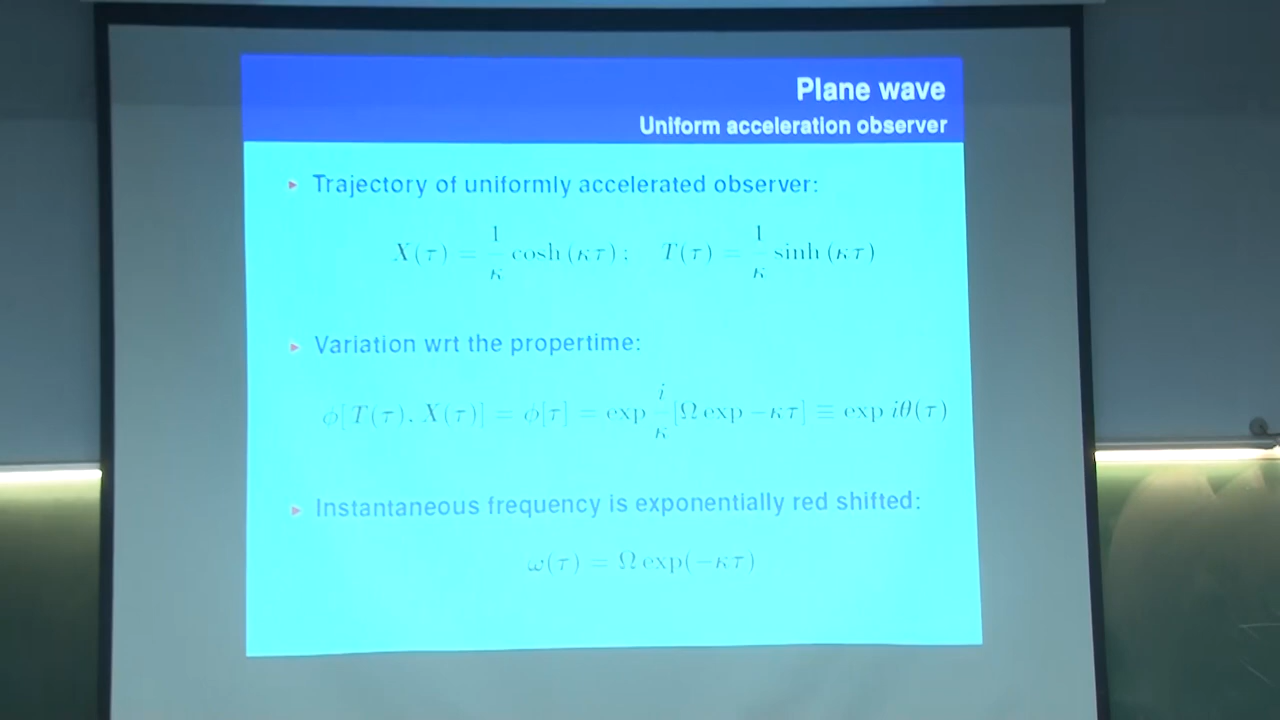 Plane wave
Uniform acceleration observer
▸ Trajectory of uniformly accelerated observer:
X(τ) = 1/κ cosh (κτ) ; T(τ) = 1/κ sinh (κτ)
▸ Variation wrt the propertime:
ϕ[T(τ), X(τ)] = ϕ[τ] = exp i/κ [Ω exp −κτ] ≡ exp iθ(τ)
▸ Instantaneous frequency is exponentially red shifted:
ω(τ) = Ω exp(−κτ)